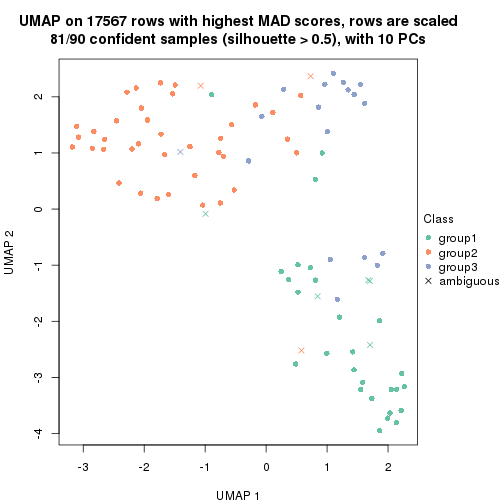 UMAP on 17567 rows with highest MAD scores, rows are scaled
81/90 confident samples (silhouette > 0.5), with 10 PCs
2
1
0
-1
-2
-3
-4
UMAP 2
-3
-2
-1
0
1
2
UMAP 1
Class
group1
group2
group3
ambiguous